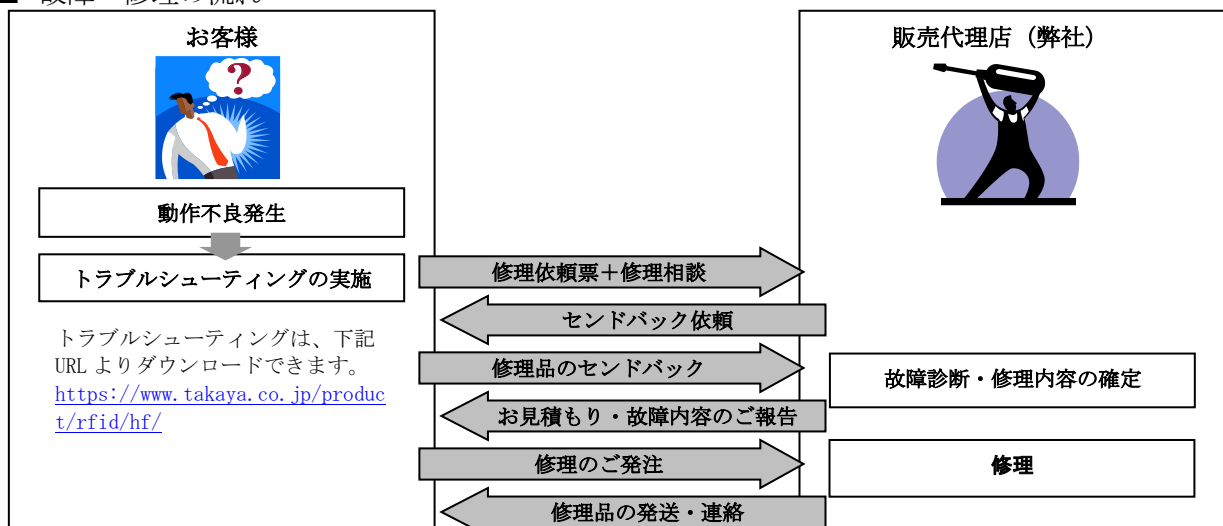 お客様
?
動作不良発生
トラブルシューティングの実施
トラブルシューティングは、下記
URL よりダウンロードできます。
https://www.takaya.co.jp/produc
t/rfid/hf/
修理依頼票＋修理相談
センドバック依頼
修理品のセンドバック
お見積もり・故障内容のご報告
修理のご発注
修理品の発送・連絡
販売代理店（弊社）
故障診断・修理内容の確定
修理